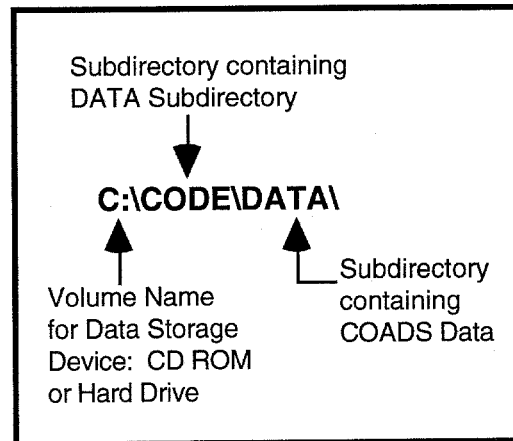 Subdirectory containing
DATA Subdirectory
C:\CODE\DATA\
Volume Name
for Data Storage
Device: CD ROM
or Hard Drive
Subdirectory
containing
COADS Data